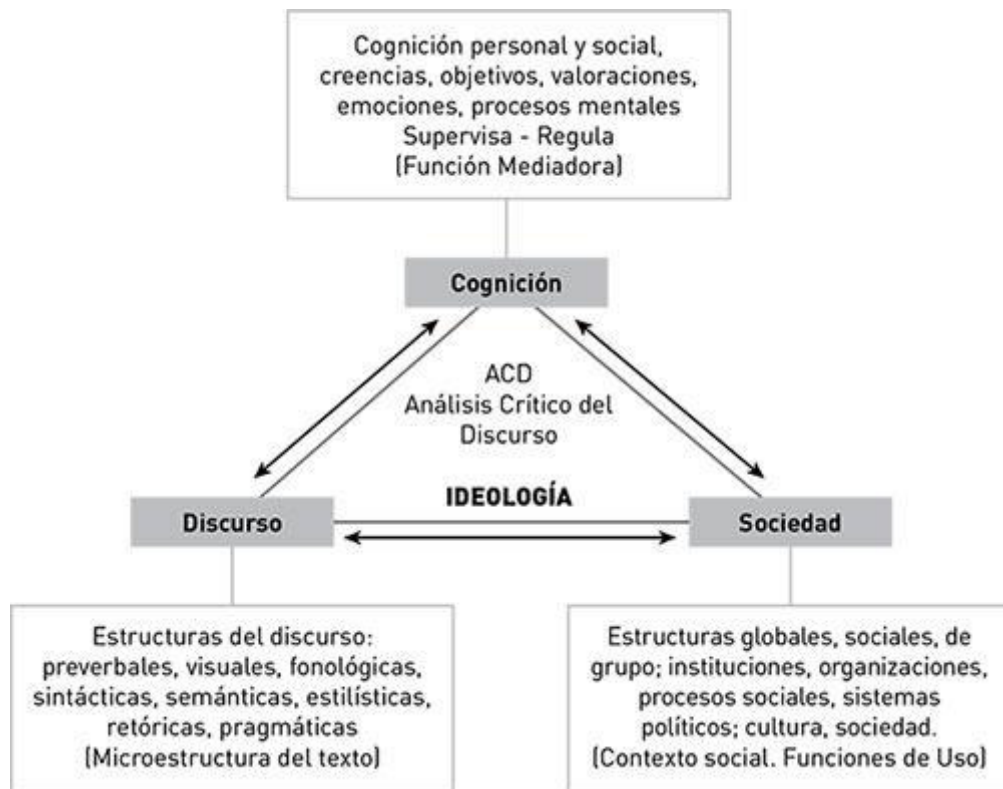 Cognición personal y social,
creencias, objetivos, valoraciones,
emociones, procesos mentales
Supervisa - Regula
(Función Mediadora)
Cognición
ACD
Análisis Crítico del
Discurso
IDEOLOGÍA
Discurso
Sociedad
Estructuras del discurso:
preverbales, visuales, fonológicas,
sintácticas, semánticas, estilísticas,
retóricas, pragmáticas
(Microestructura del texto)
Estructuras globales, sociales, de
grupo; instituciones, organizaciones,
procesos sociales, sistemas
políticos; cultura, sociedad.
(Contexto social. Funciones de Uso)